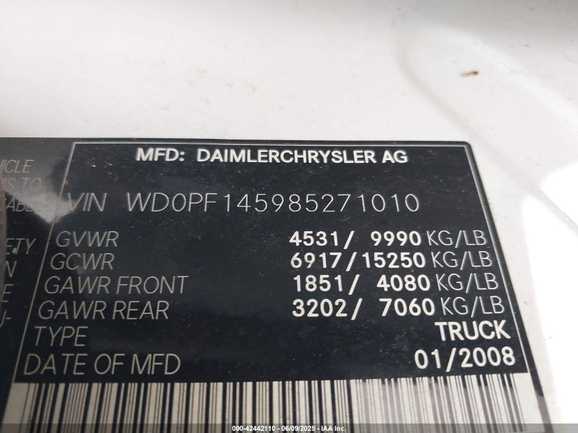 MFD: DAIMLERCHRYSLER AG
VIN WD0PF145985271010
GVWR 4531/ 9990 KG/LB
GCWR 6917/15250 KG/LB
GAWR FRONT 1851/ 4080 KG/LB
GAWR REAR 3202/ 7060 KG/LB
TYPE TRUCK
DATE OF MFD 01/2008
000-42442110 - 06/09/2025 - IAA Inc.